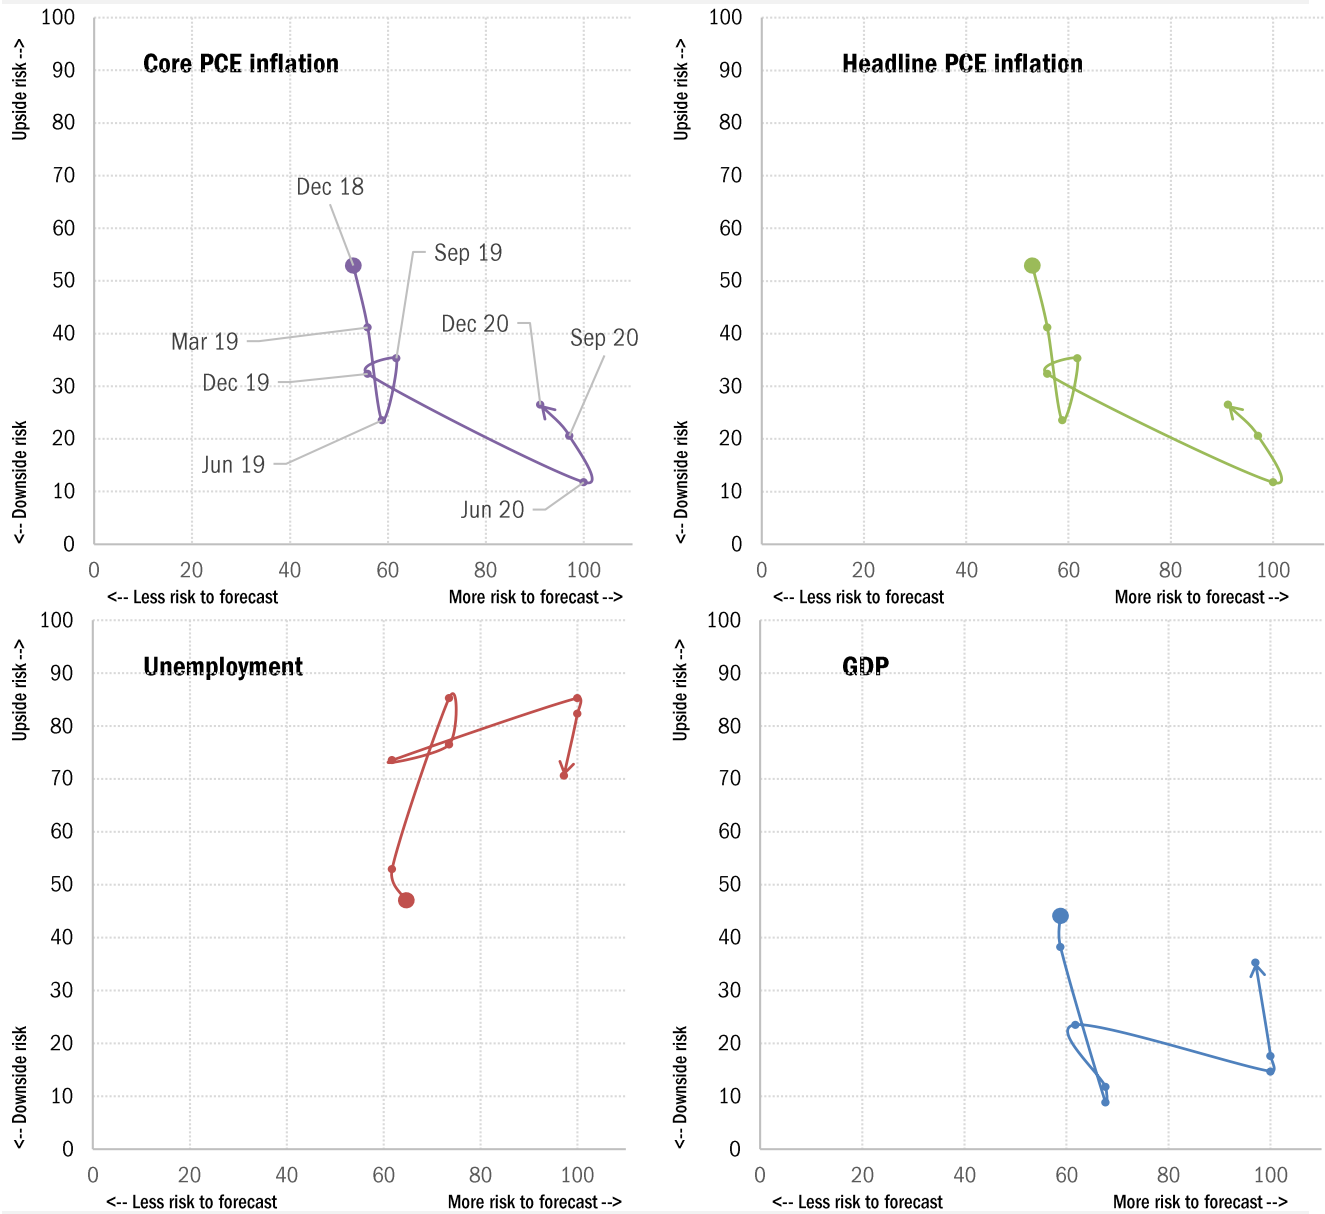 Core PCE inflation
Upside risk -->
<-- Downside risk
100
90
80
70
60
50
40
30
20
10
0
Dec 18
Sep 19
Mar 19
Dec 20
Sep 20
Dec 19
Jun 19
Jun 20
0 20 40 60 80 100
<-- Less risk to forecast More risk to forecast -->
Headline PCE inflation
Upside risk -->
<-- Downside risk
100
90
80
70
60
50
40
30
20
10
0
0 20 40 60 80 100
<-- Less risk to forecast More risk to forecast -->
Unemployment
Upside risk -->
<-- Downside risk
100
90
80
70
60
50
40
30
20
10
0
0 20 40 60 80 100
<-- Less risk to forecast More risk to forecast -->
GDP
Upside risk -->
<-- Downside risk
100
90
80
70
60
50
40
30
20
10
0
0 20 40 60 80 100
<-- Less risk to forecast More risk to forecast -->